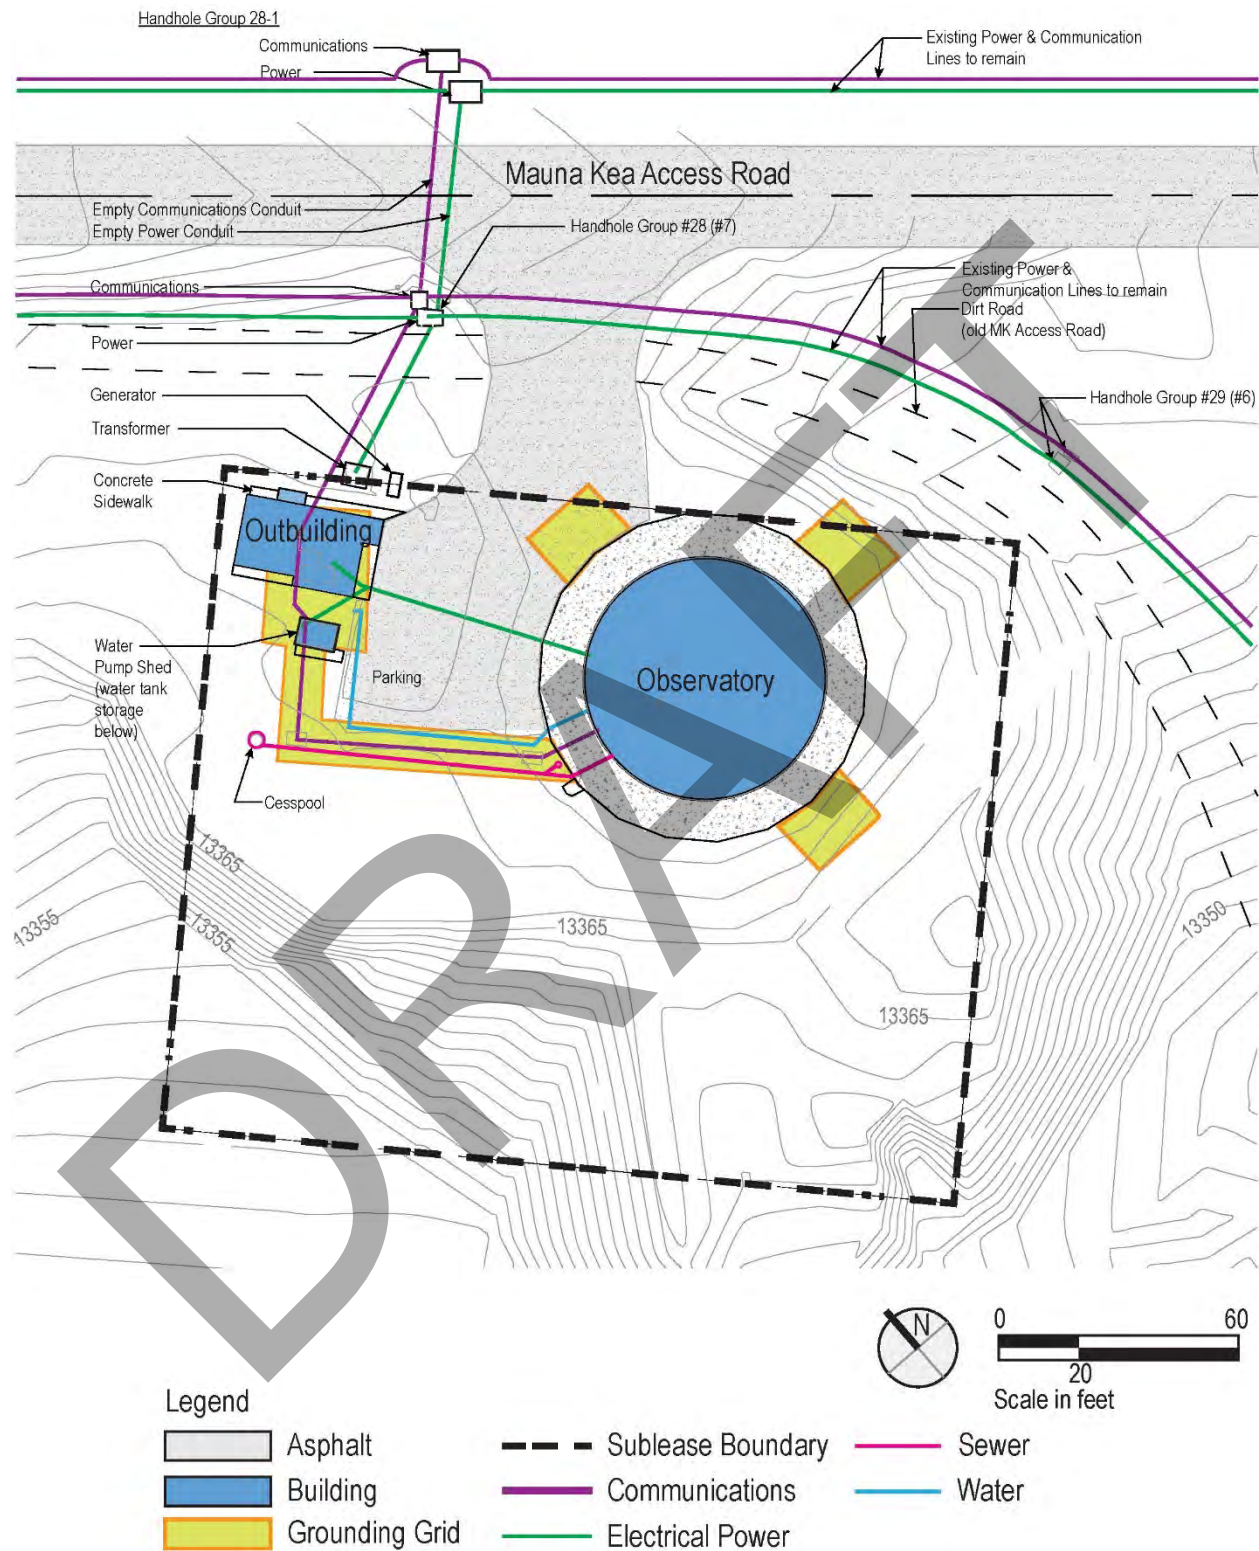 Handhole Group 28-1
Communications
Power
Existing Power & Communication
Lines to remain
Mauna Kea Access Road
Empty Communications Conduit
Empty Power Conduit
Handhole Group #28 (#7)
Communications
Power
Existing Power &
Communication Lines to remain
Dirt Road
(old MK Access Road)
Generator
Transformer
Handhole Group #29 (#6)
Concrete
Sidewalk
Outbuilding
Water
Pump Shed
(water tank
storage
below)
Parking
Observatory
Cesspool
13365
13355
13355
13365
13350
13365
DRAFT
N
0
60
20
Scale in feet
Legend
Asphalt
Building
Grounding Grid
Sublease Boundary
Communications
Electrical Power
Sewer
Water